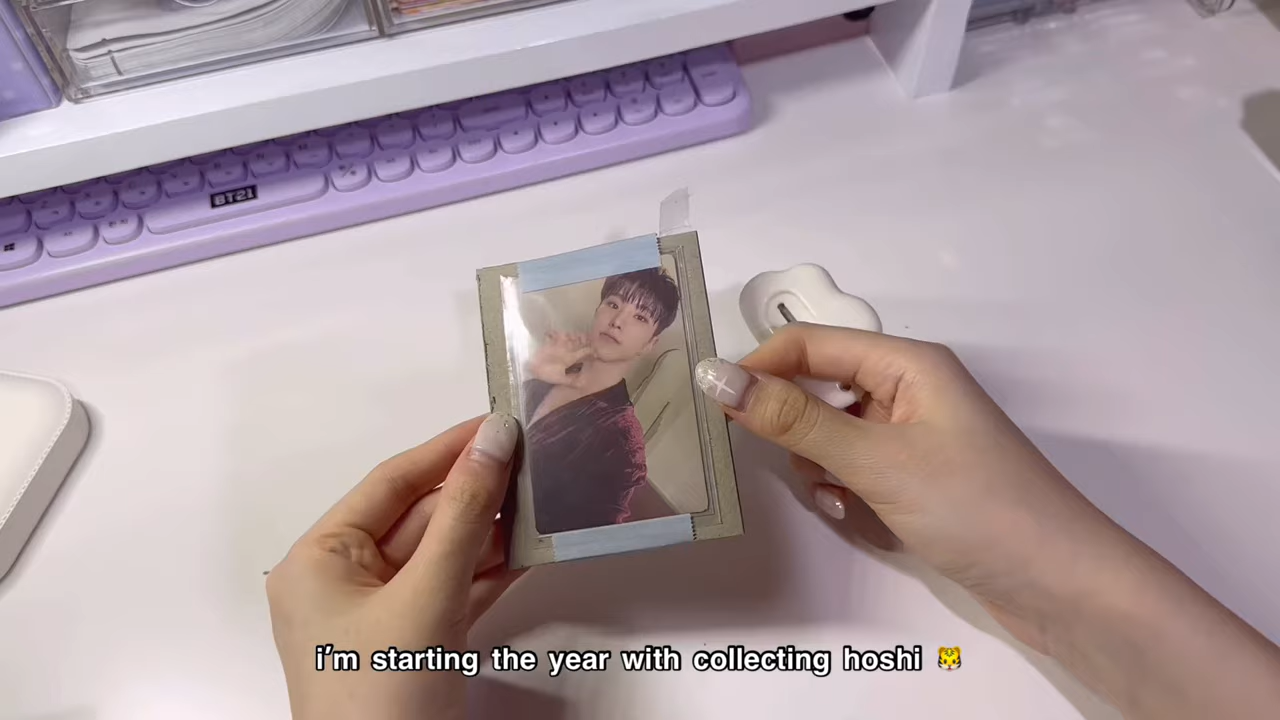 BT21
i'm starting the year with collecting hoshi 🐯